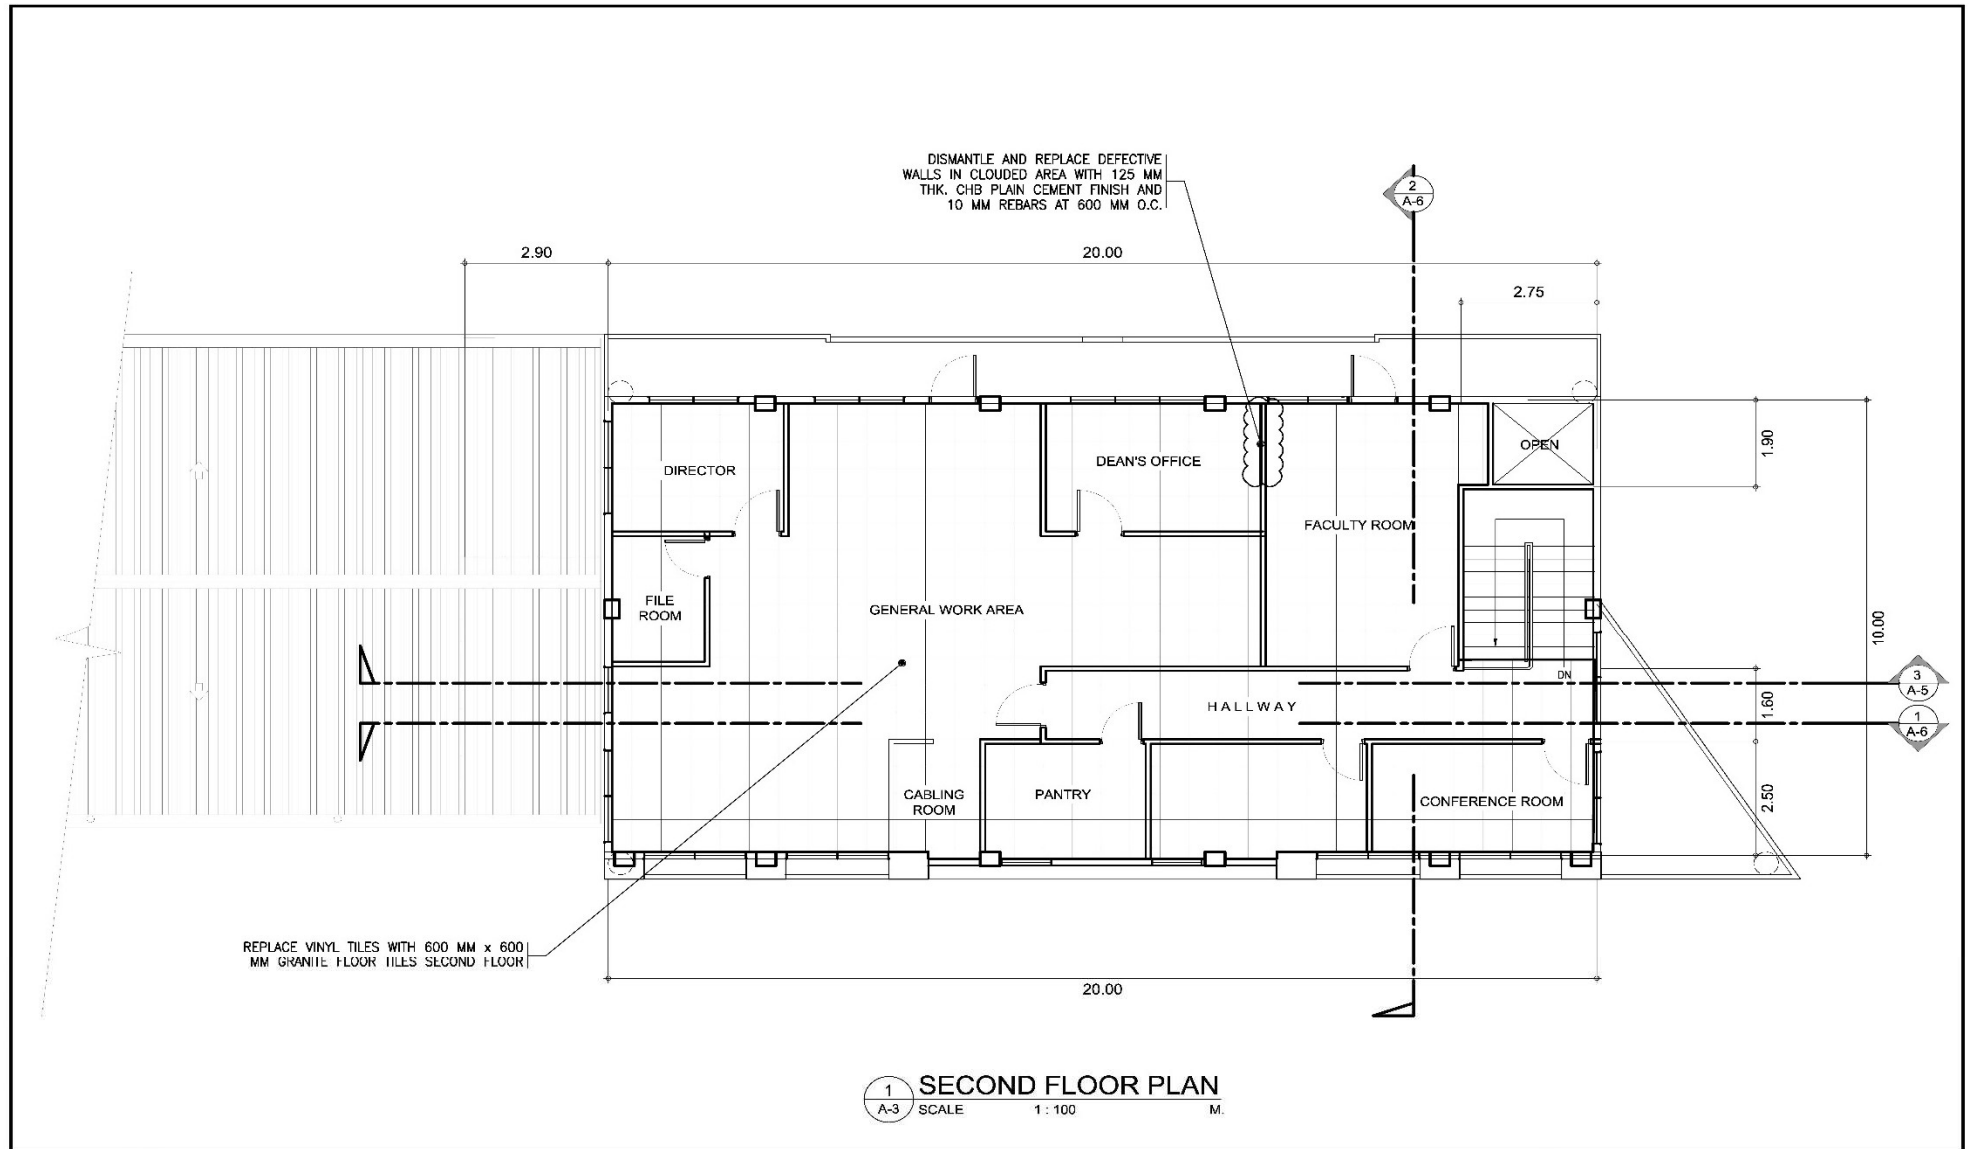 DISMANTLE AND REPLACE DEFECTIVE
WALLS IN CLOUDED AREA WITH 125 MM
THK. CHB PLAIN CEMENT FINISH AND
10 MM REBARS AT 600 MM O.C.
2
A-6
2.90
20.00
2.75
DIRECTOR
DEAN'S OFFICE
OPEN
1.90
FACULTY ROOM
FILE
ROOM
GENERAL WORK AREA
10.00
DN
3
A-5
HALLWAY
1.60
1
A-6
CABLING
ROOM
PANTRY
CONFERENCE ROOM
2.50
REPLACE VINYL TILES WITH 600 MM x 600
MM GRANITE FLOOR TILES SECOND FLOOR
20.00
1
A-3
SECOND FLOOR PLAN
SCALE 1 : 100 M.